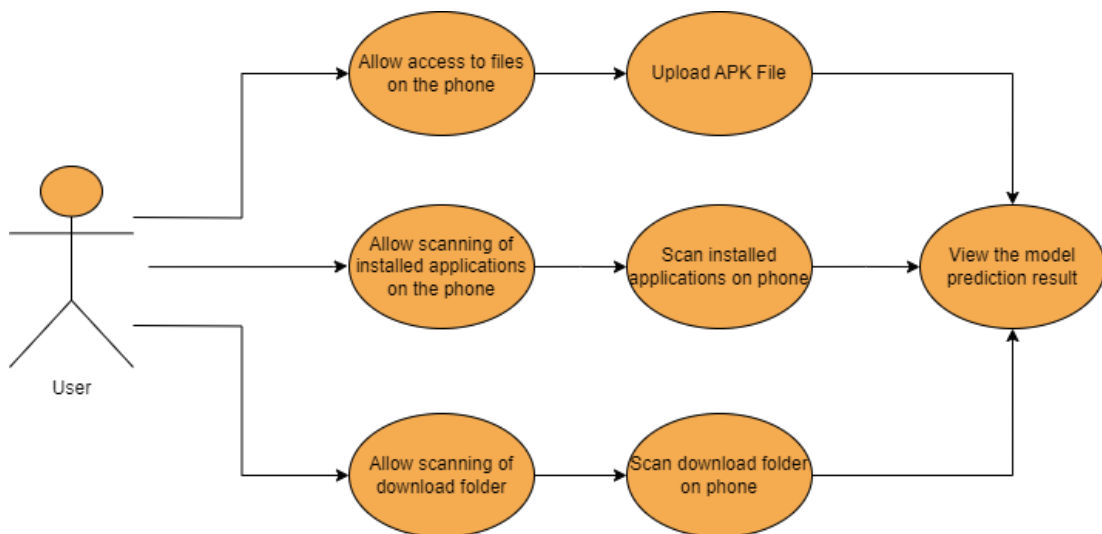 Allow access to files
on the phone
Upload APK File
Allow scanning of
installed applications
on the phone
Scan installed
applications on phone
View the model
prediction result
User
Allow scanning of
download folder
Scan download folder
on phone